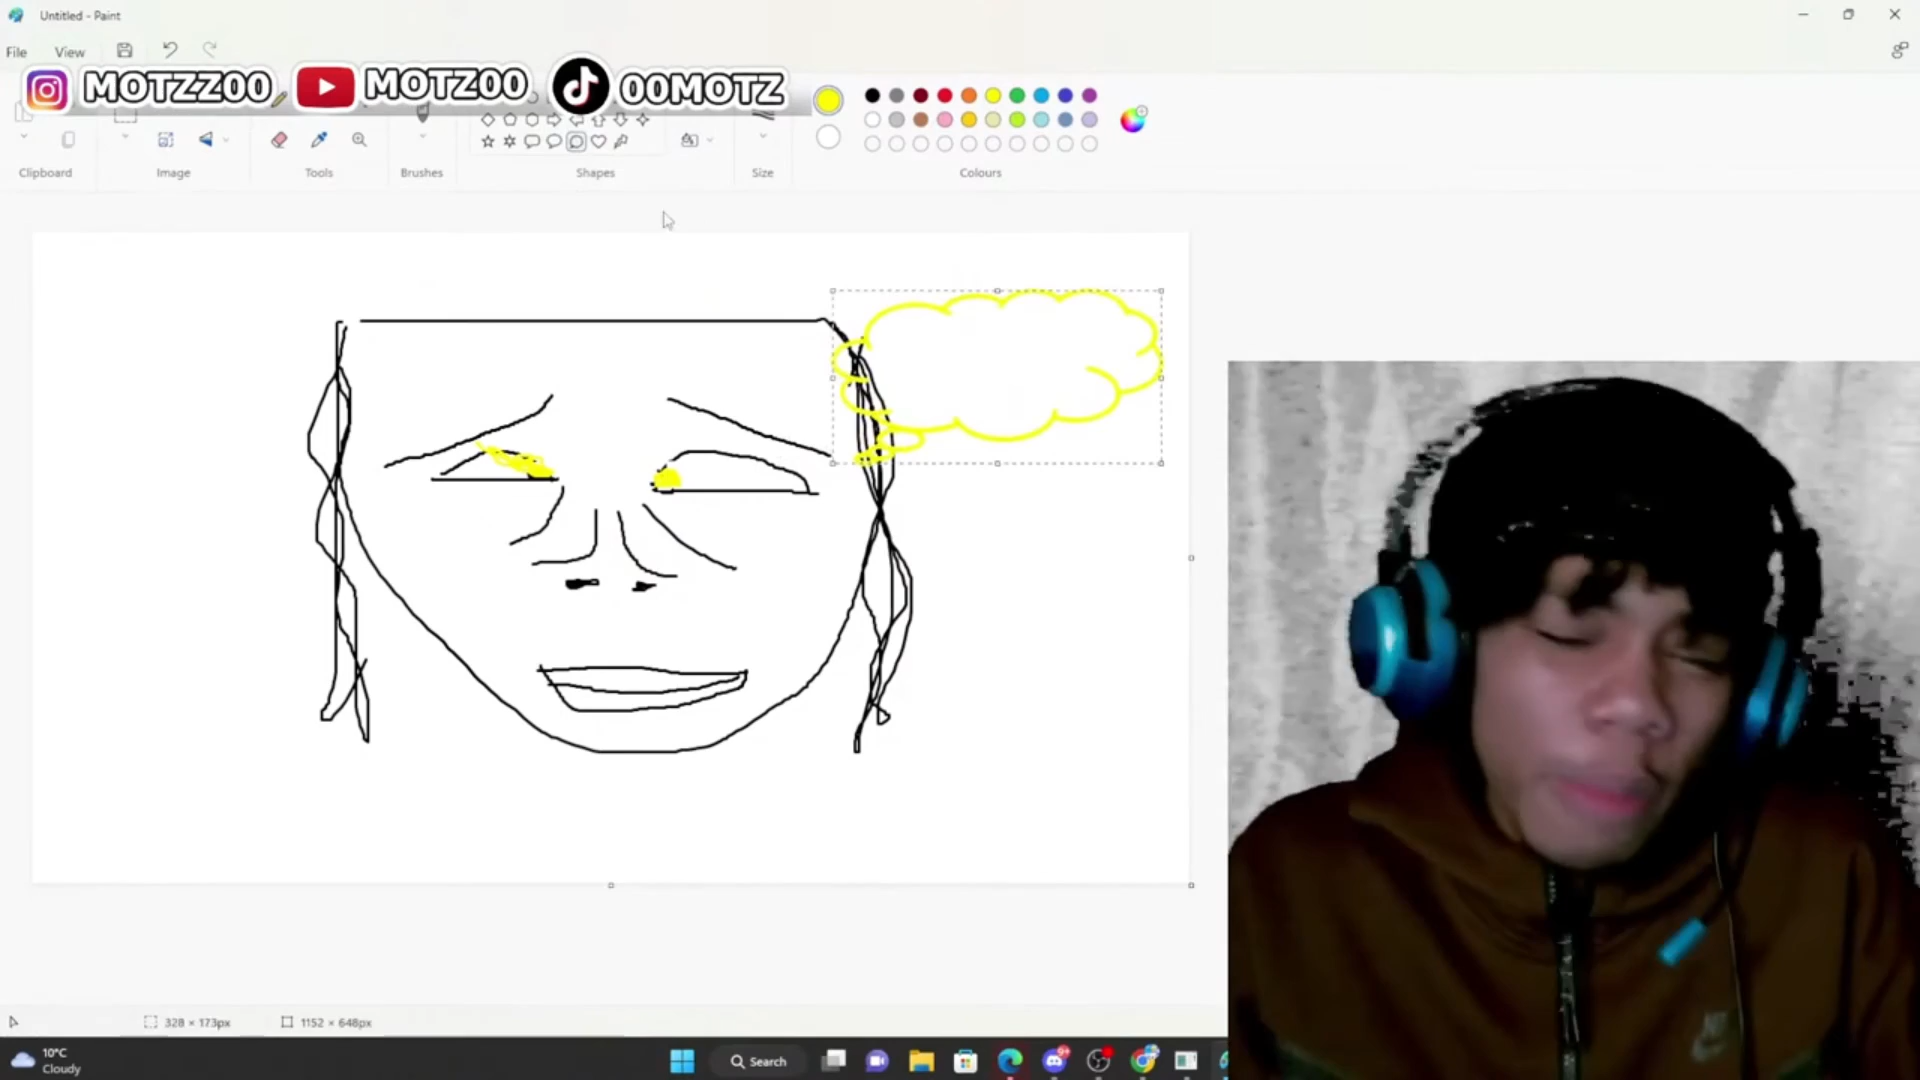 Untitled - Paint
File View
MOTZZ00 MOTZ00 00MOTZ
Clipboard Image Tools Brushes Shapes Size Colours
328 × 173px 1152 × 648px
10°C
Cloudy
Search